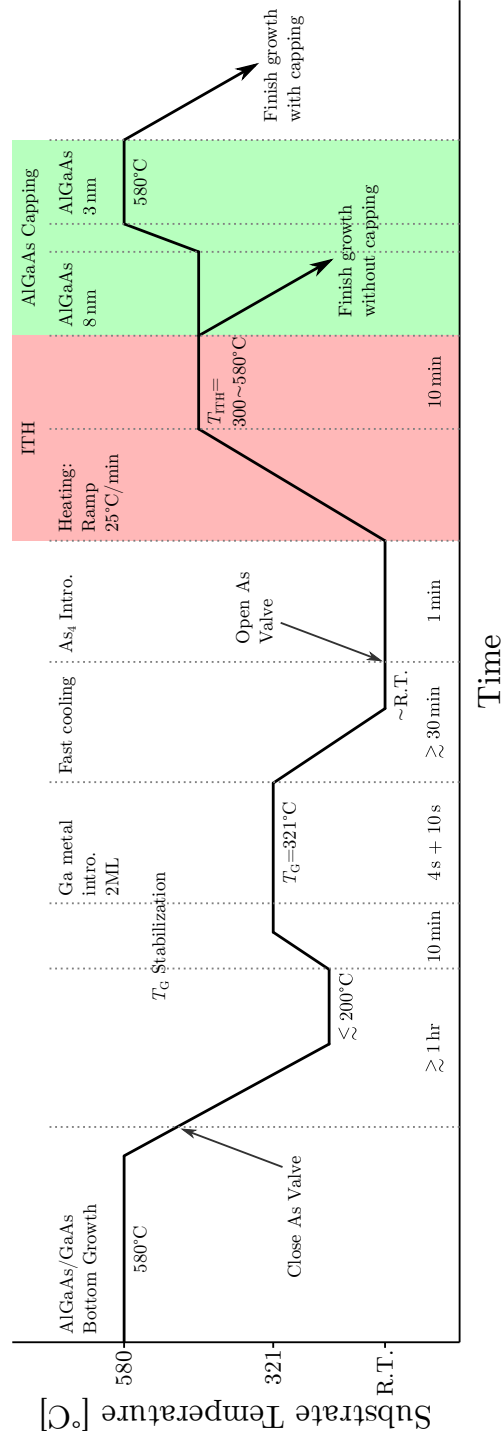 Substrate Temperature [°C]
580
321
R.T.
Time
AlGaAs/GaAs
Bottom Growth
580°C
Close As Valve
≳ 1 hr
≲ 200°C
T_G Stabilization
10 min
Ga metal
intro.
2ML
T_G=321°C
4 s + 10 s
Fast cooling
~R.T.
≳ 30 min
As₄ Intro.
Open As
Valve
1 min
ITH
Heating:
Ramp
25°C/min
T_ITH=
300~580°C
10 min
AlGaAs Capping
AlGaAs
8 nm
AlGaAs
3 nm
580°C
Finish growth
without capping
Finish growth
with capping